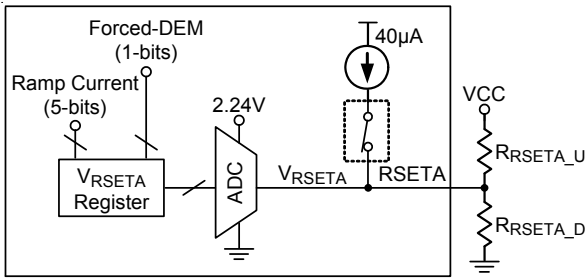 Forced-DEM
(1-bits)
40µA
Ramp Current
(5-bits)
2.24V
VCC
VRSETA
Register
ADC
VRSETA
RSETA
RRSETA_U
RRSETA_D